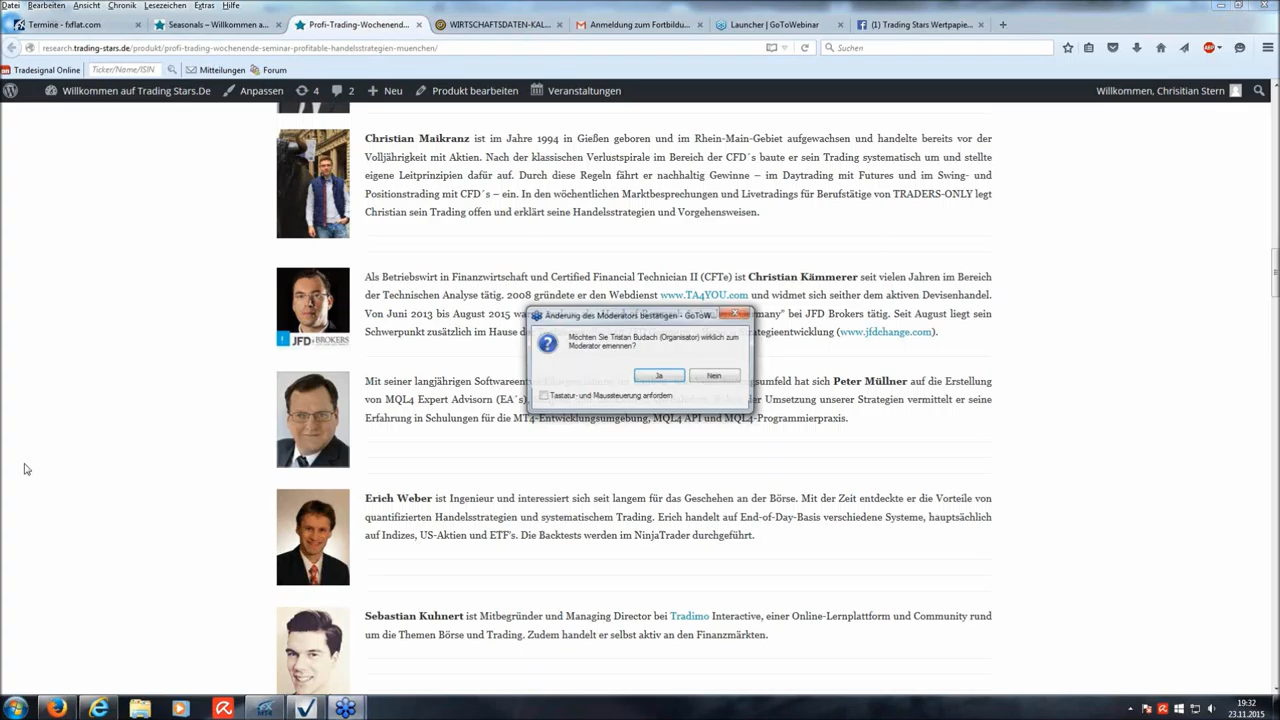 Datei Bearbeiten Ansicht Chronik Lesezeichen Extras Hilfe
Termine - fxflat.com
Seasonals – Willkommen a...
Profi-Trading-Wochenend...
WIRTSCHAFTSDATEN-KAL...
Anmeldung zum Fortbildun...
Launcher | GoToWebinar
(1) Trading Stars Wertpapie...
research.trading-stars.de/produkt/profi-trading-wochenende-seminar-profitable-handelsstrategien-muenchen/
Suchen
Tradesignal Online Ticker/Name/ISIN Mitteilungen Forum
Willkommen auf Trading Stars.De Anpassen 4 2 Neu Produkt bearbeiten Veranstaltungen Willkommen, Chrisitian Stern
Christian Maikranz ist im Jahre 1994 in Gießen geboren und im Rhein-Main-Gebiet aufgewachsen und handelte bereits vor der
Volljährigkeit mit Aktien. Nach der klassischen Verlustspirale im Bereich der CFD´s baute er sein Trading systematisch um und stellte
eigene Leitprinzipien dafür auf. Durch diese Regeln fährt er nachhaltig Gewinne – im Daytrading mit Futures und im Swing- und
Positionstrading mit CFD´s – ein. In den wöchentlichen Marktbesprechungen und Livetradings für Berufstätige von TRADERS-ONLY legt
Christian sein Trading offen und erklärt seine Handelsstrategien und Vorgehensweisen.
Als Betriebswirt in Finanzwirtschaft und Certified Financial Technician II (CFTe) ist Christian Kämmerer seit vielen Jahren im Bereich
der Technischen Analyse tätig. 2008 gründete er den Webdienst www.TA4YOU.com und widmet sich seither dem aktiven Devisenhandel.
Von Juni 2013 bis August 2015 war
many" bei JFD Brokers tätig. Seit August liegt sein
Schwerpunkt zusätzlich im Hause
rategieentwicklung (www.jfdchange.com).
JFD BROKERS
Änderung des Moderators bestätigen - GoToW...
Möchten Sie Tristan Budach (Organisator) wirklich zum
Moderator ernennen?
Ja Nein
Tastatur- und Maussteuerung anfordern
Mit seiner langjährigen
umfeld hat sich Peter Müllner auf die Erstellung
von MQL4 Expert Advisorn (EA´s).
Umsetzung unserer Strategien vermittelt er seine
Erfahrung in Schulungen für die MT4-Entwicklungsumgebung, MQL4 API und MQL4-Programmierpraxis.
Erich Weber ist Ingenieur und interessiert sich seit langem für das Geschehen an der Börse. Mit der Zeit entdeckte er die Vorteile von
quantifizierten Handelsstrategien und systematischem Trading. Erich handelt auf End-of-Day-Basis verschiedene Systeme, hauptsächlich
auf Indizes, US-Aktien und ETF's. Die Backtests werden im NinjaTrader durchgeführt.
Sebastian Kuhnert ist Mitbegründer und Managing Director bei Tradimo Interactive, einer Online-Lernplattform und Community rund
um die Themen Börse und Trading. Zudem handelt er selbst aktiv an den Finanzmärkten.
MT4
19:32
23.11.2015